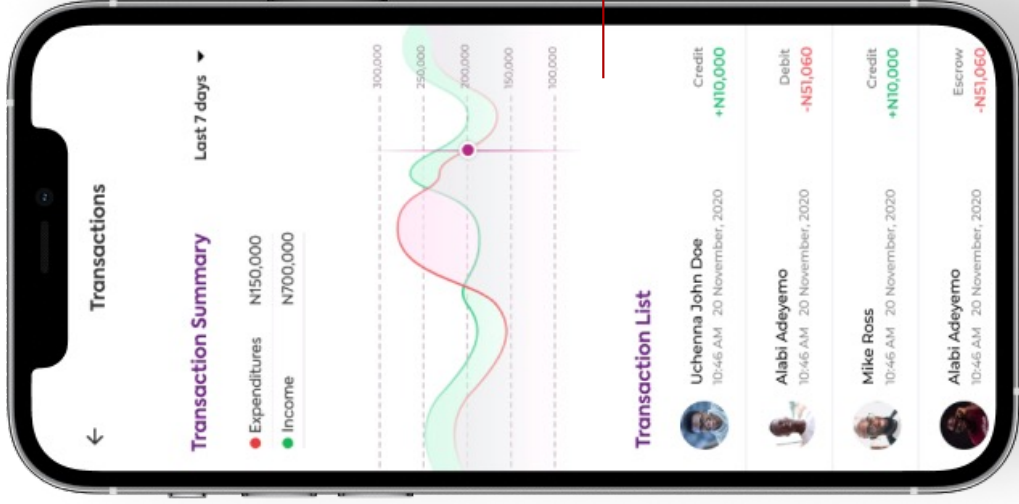 Transactions
Transaction Summary
Last 7 days
Expenditures N150,000
Income N700,000
300,000
250,000
200,000
150,000
100,000
Transaction List
Uchenna John Doe Credit
10:46 AM 20 November, 2020 +N10,000
Alabi Adeyemo Debit
10:46 AM 20 November, 2020 -N51,060
Mike Ross Credit
10:46 AM 20 November, 2020 +N10,000
Alabi Adeyemo Escrow
10:46 AM 20 November, 2020 -N51,060